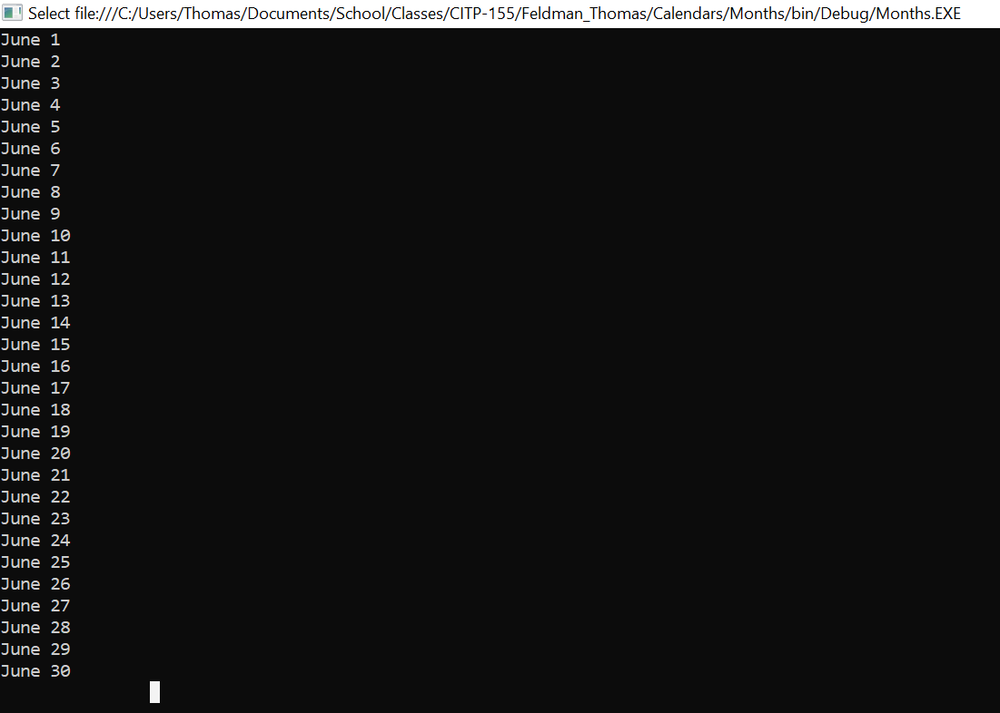 Select file:///C:/Users/Thomas/Documents/School/Classes/CITP-155/Feldman_Thomas/Calendars/Months/bin/Debug/Months.EXE
June 1
June 2
June 3
June 4
June 5
June 6
June 7
June 8
June 9
June 10
June 11
June 12
June 13
June 14
June 15
June 16
June 17
June 18
June 19
June 20
June 21
June 22
June 23
June 24
June 25
June 26
June 27
June 28
June 29
June 30